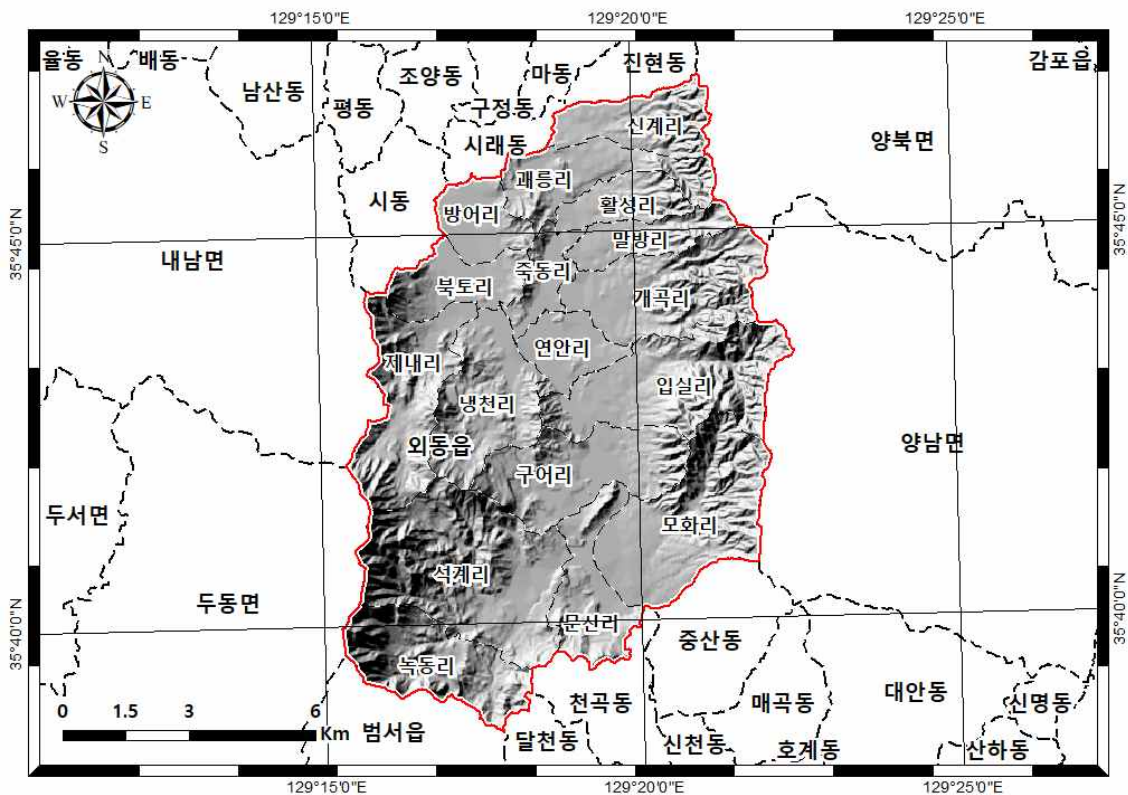 129°15'0"E 129°20'0"E 129°25'0"E
율동 배동 조양동 마동 진현동 감포읍
N
W E
S
남산동 평동 구정동
신계리
시래동 양북면
괘릉리
시동 방어리 활성리
35°45'0"N 35°45'0"N
말방리
내남면 북토리 죽동리
개곡리
연안리
제내리 입실리
냉천리
외동읍 양남면
구어리
두서면 모화리
석계리
두동면
35°40'0"N 35°40'0"N
문산리 중산동
녹동리
대안동
천곡동 매곡동 신명동
0 1.5 3 6
Km
범서읍 달천동 신천동 호계동 산하동
129°15'0"E 129°20'0"E 129°25'0"E